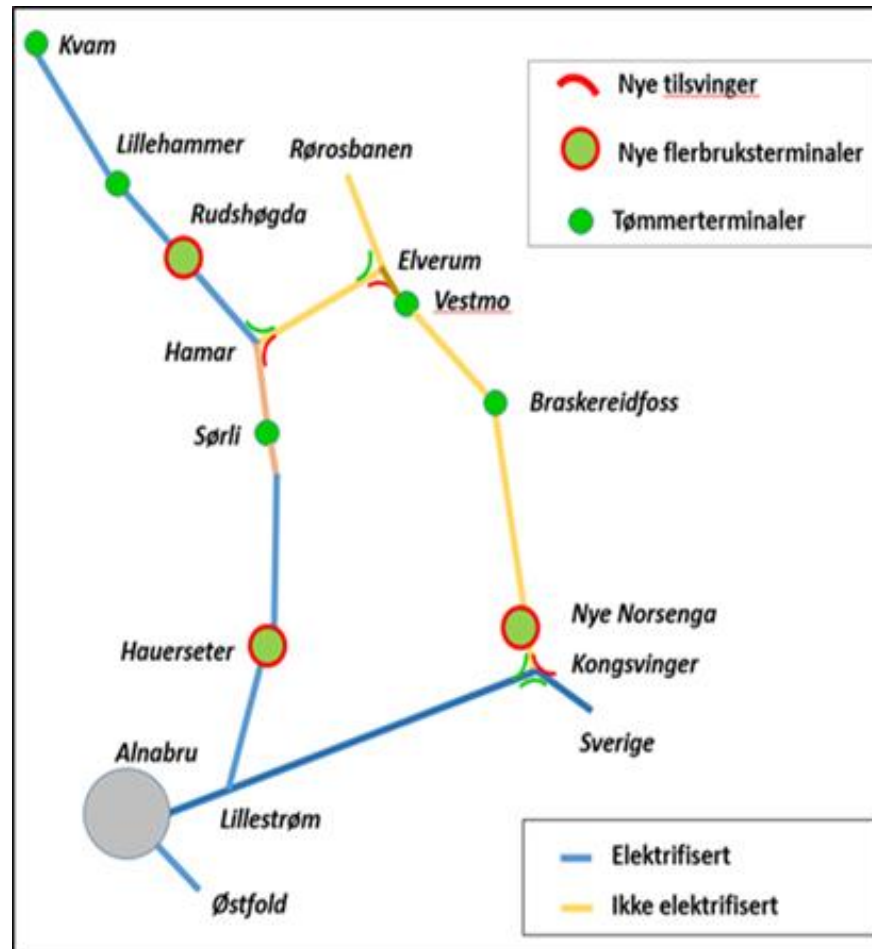 Kvam
Nye tilsvinger
Lillehammer
Rørosbanen
Nye flerbruksterminaler
Rudshøgda
Tømmerterminaler
Elverum
Vestmo
Hamar
Braskereidfoss
Sørli
Nye Norsenga
Hauerseter
Kongsvinger
Sverige
Alnabru
Lillestrøm
Elektrifisert
Østfold
Ikke elektrifisert